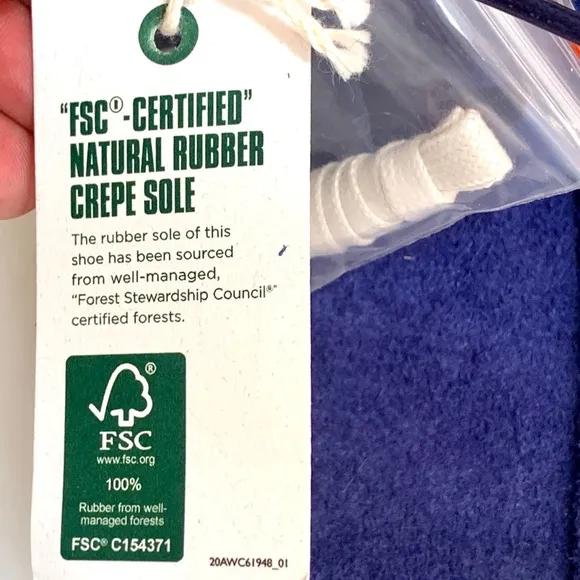 "FSC®-CERTIFIED"
NATURAL RUBBER
CREPE SOLE
The rubber sole of this
shoe has been sourced
from well-managed,
"Forest Stewardship Council®"
certified forests.
®
FSC
www.fsc.org
100%
Rubber from well-
managed forests
FSC® C154371
20AWC61948_01